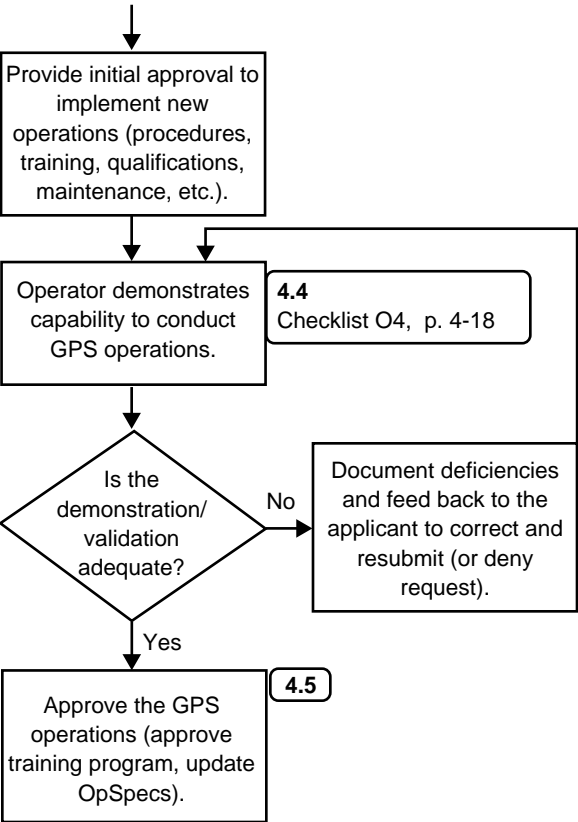 Provide initial approval to
implement new
operations (procedures,
training, qualifications,
maintenance, etc.).
Operator demonstrates
capability to conduct
GPS operations.
4.4
Checklist O4, p. 4-18
Is the
demonstration/
validation
adequate?
No
Document deficiencies
and feed back to the
applicant to correct and
resubmit (or deny
request).
Yes
4.5
Approve the GPS
operations (approve
training program, update
OpSpecs).